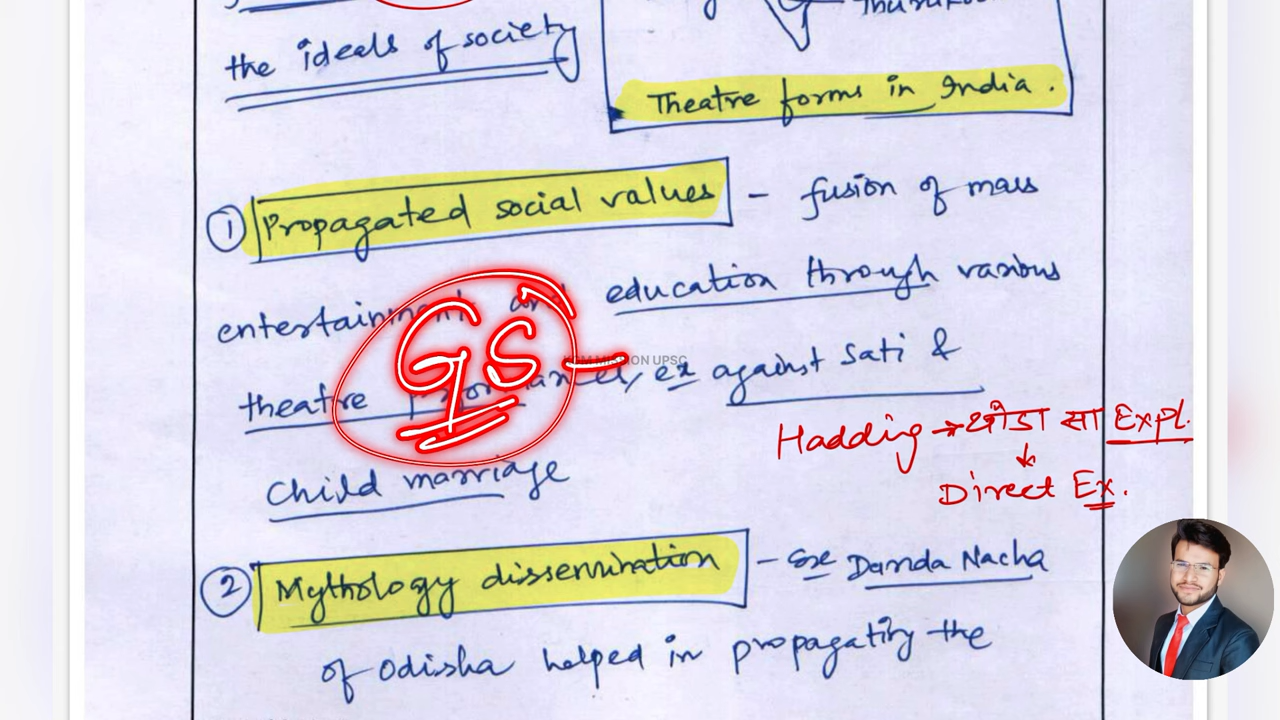 the ideals of society
Theatre forms in India.
① Propagated social values - fusion of mass
entertainment and education through various
GS
MISSION UPSC
theatre ex against Sati &
Hadding → थोडा सा Expl.
↓
Direct Ex.
Child marriage
② Mythology dissemination - Danda Nacha
of Odisha helped in propagating the